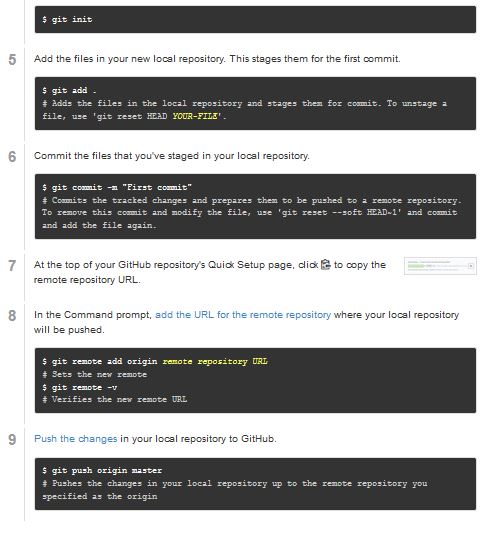 $ git init
5 Add the files in your new local repository. This stages them for the first commit.
$ git add .
# Adds the files in the local repository and stages them for commit. To unstage a
file, use 'git reset HEAD YOUR-FILE'.
6 Commit the files that you've staged in your local repository.
$ git commit -m "First commit"
# Commits the tracked changes and prepares them to be pushed to a remote repository.
To remove this commit and modify the file, use 'git reset --soft HEAD~1' and commit
and add the file again.
7 At the top of your GitHub repository's Quick Setup page, click to copy the
remote repository URL.
8 In the Command prompt, add the URL for the remote repository where your local repository
will be pushed.
$ git remote add origin remote repository URL
# Sets the new remote
$ git remote -v
# Verifies the new remote URL
9 Push the changes in your local repository to GitHub.
$ git push origin master
# Pushes the changes in your local repository up to the remote repository you
specified as the origin